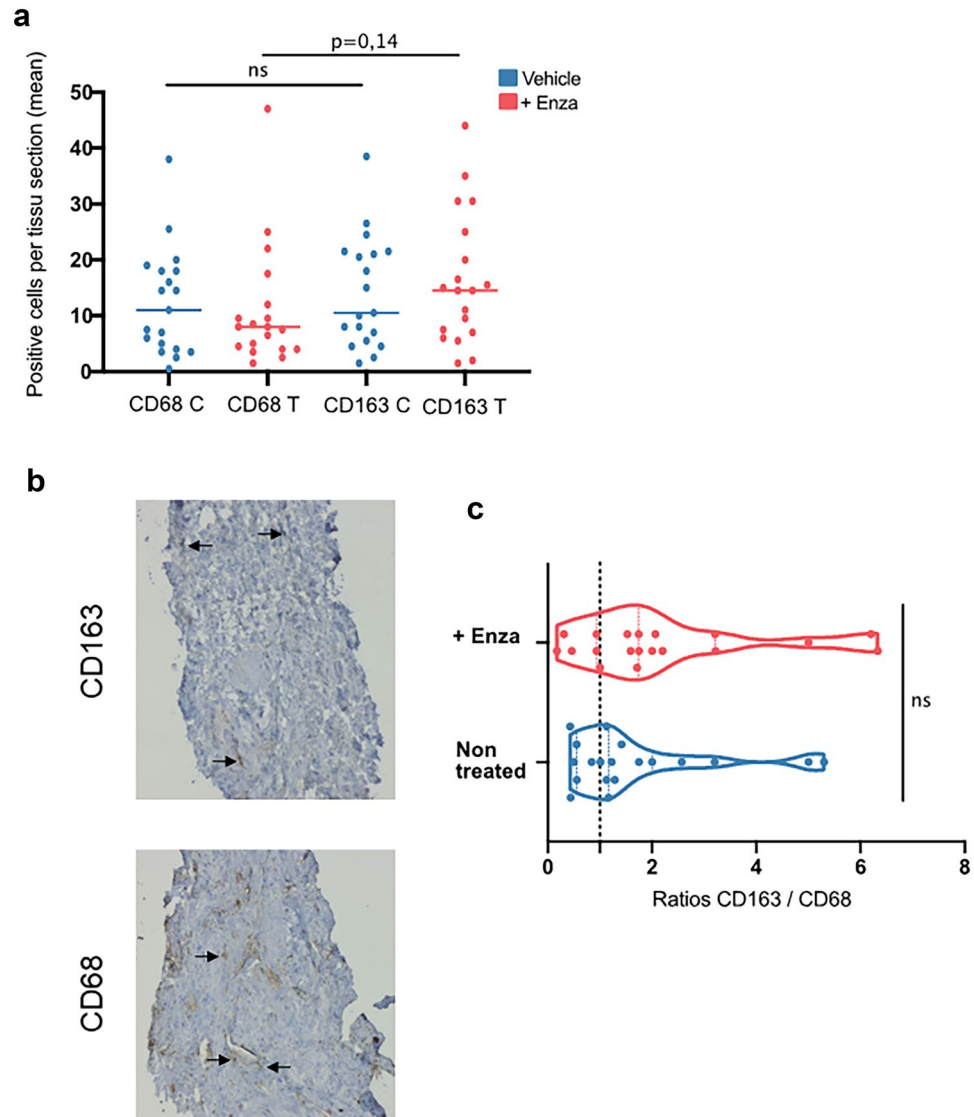 a
p=0,14
ns
Vehicle
+ Enza
Positive cells per tissu section (mean)
50
40
30
20
10
0
CD68 C
CD68 T
CD163 C
CD163 T
b
CD163
CD68
c
+ Enza
Non
treated
ns
0
2
4
6
8
Ratios CD163 / CD68